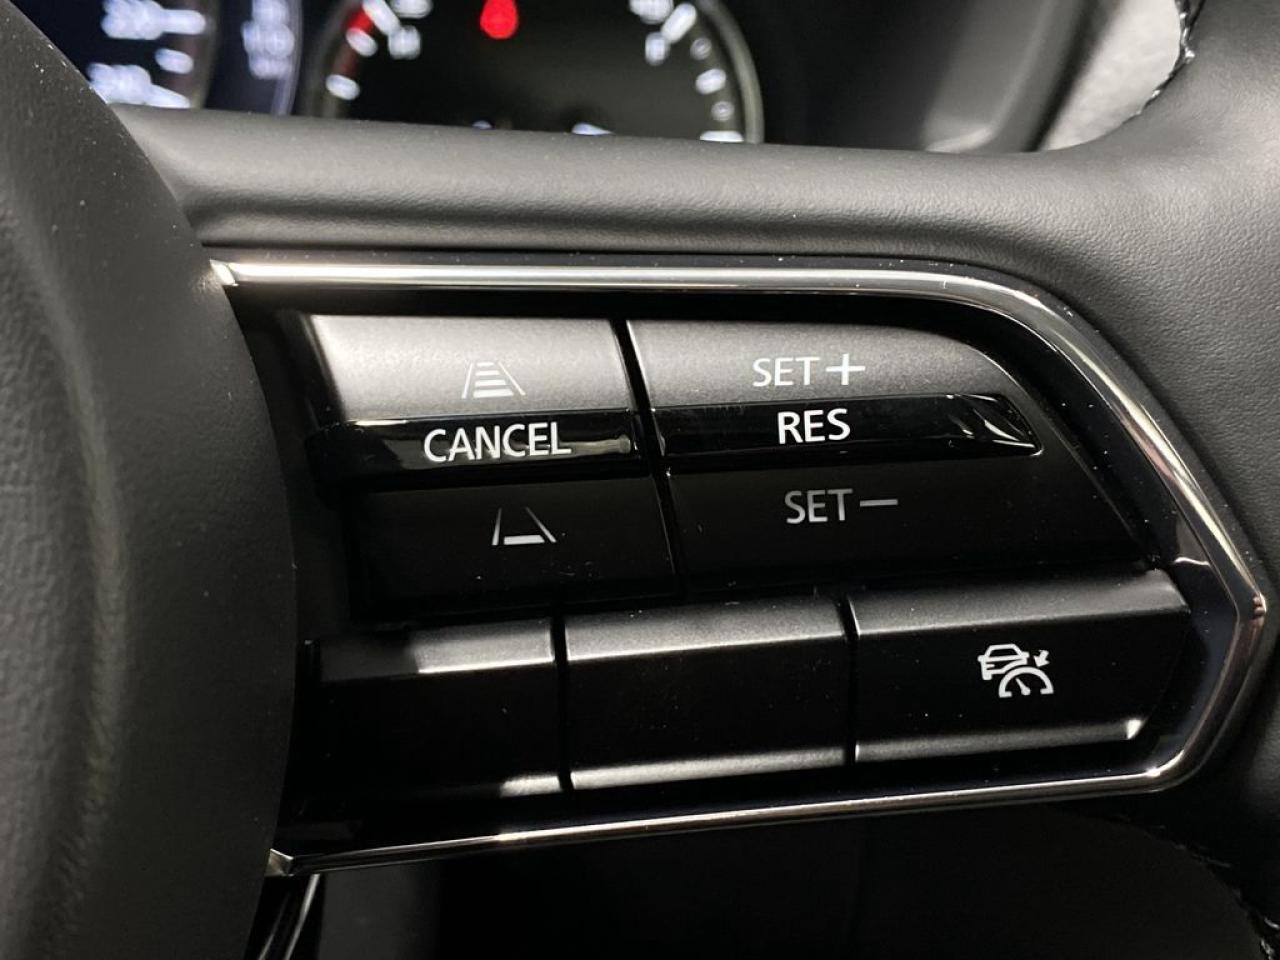 SET+
CANCEL
RES
SET-
H
F